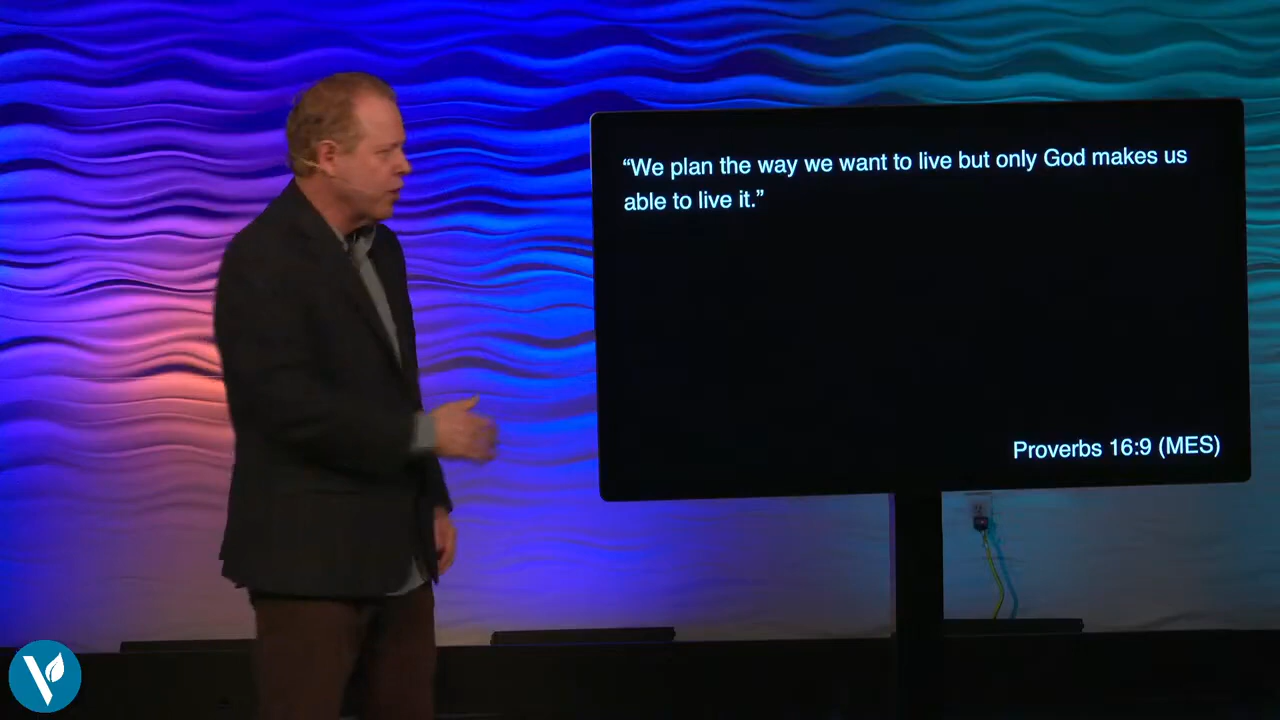 “We plan the way we want to live but only God makes us
able to live it.”
Proverbs 16:9 (MES)